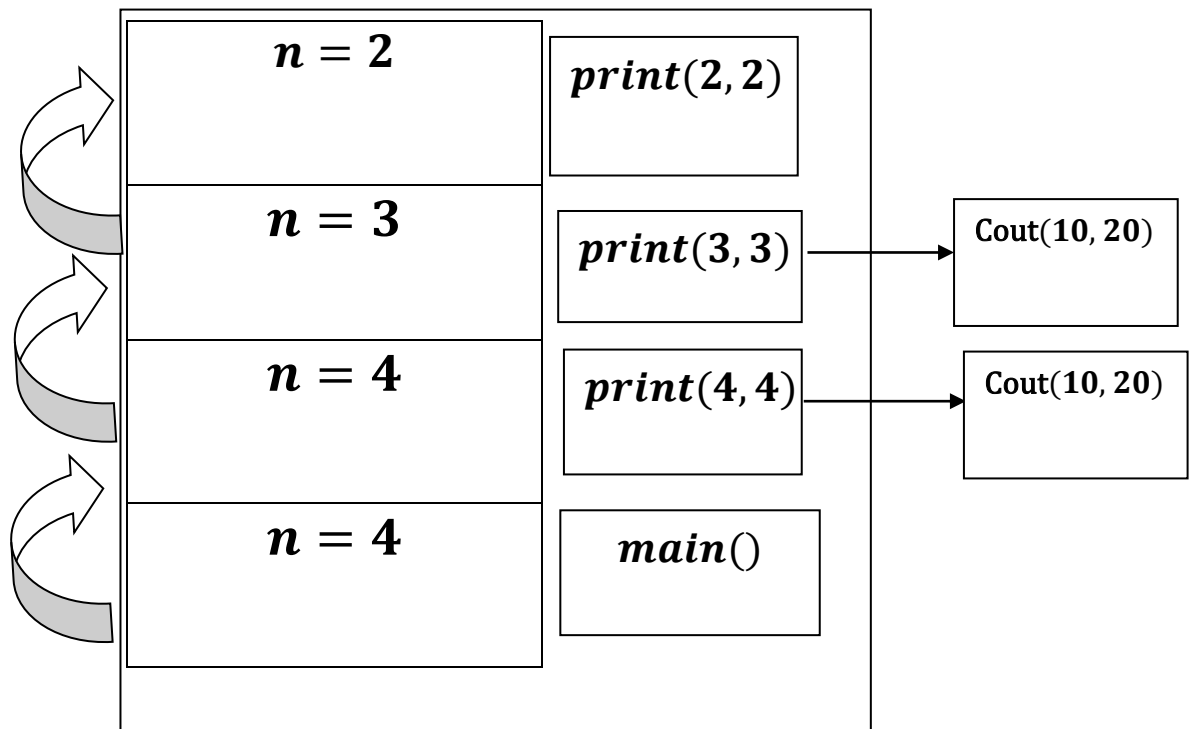 n = 2
print(2, 2)
n = 3
print(3, 3)
Cout(10, 20)
n = 4
print(4, 4)
Cout(10, 20)
n = 4
main()